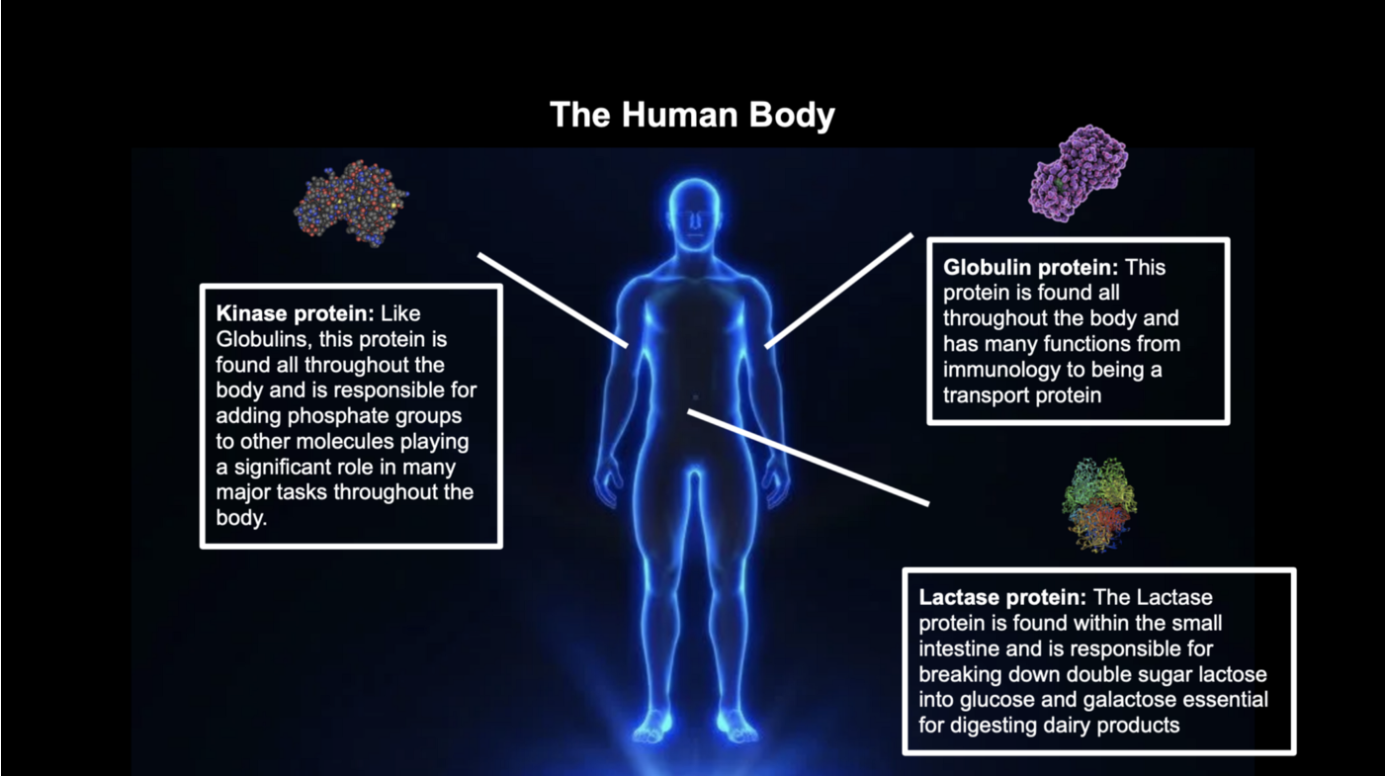 The Human Body
Kinase protein: Like
Globulins, this protein is
found all throughout the
body and is responsible for
adding phosphate groups
to other molecules playing
a significant role in many
major tasks throughout the
body.
Globulin protein: This
protein is found all
throughout the body and
has many functions from
immunology to being a
transport protein
Lactase protein: The Lactase
protein is found within the small
intestine and is responsible for
breaking down double sugar lactose
into glucose and galactose essential
for digesting dairy products